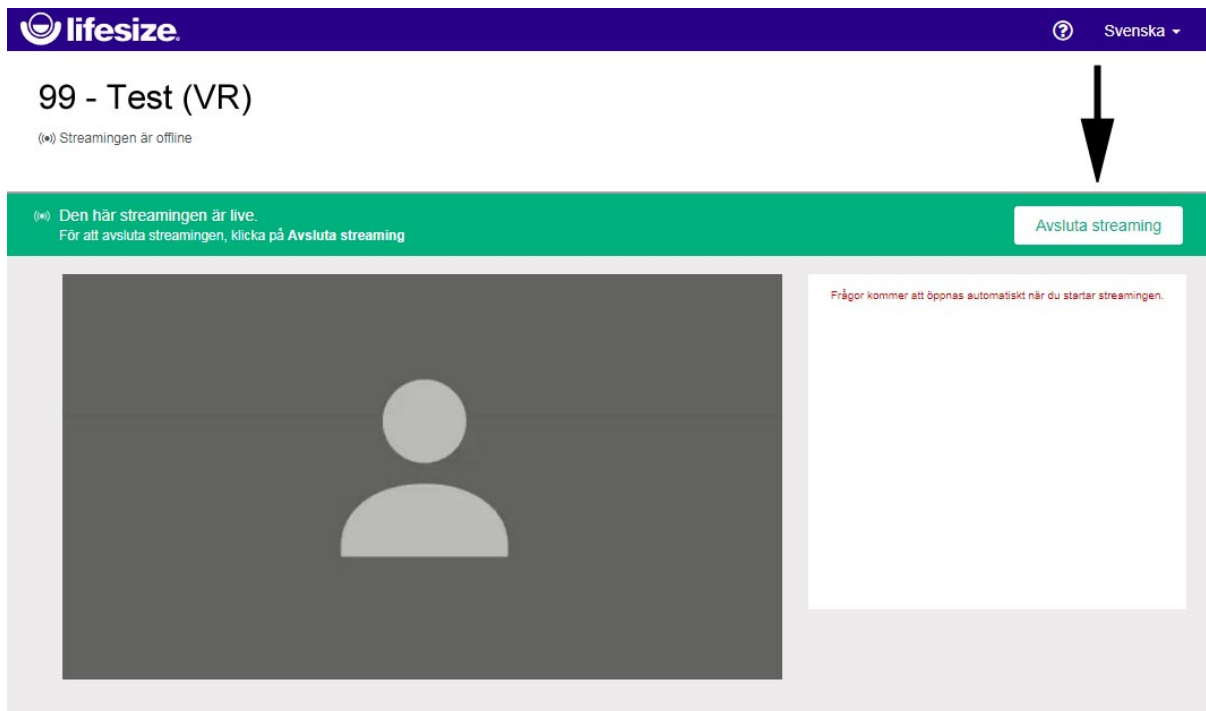 lifesize
Svenska
99 - Test (VR)
Streamingen är offline
Den här streamingen är live.
För att avsluta streamingen, klicka på Avsluta streaming
Avsluta streaming
Frågor kommer att öppnas automatiskt när du startar streamingen.